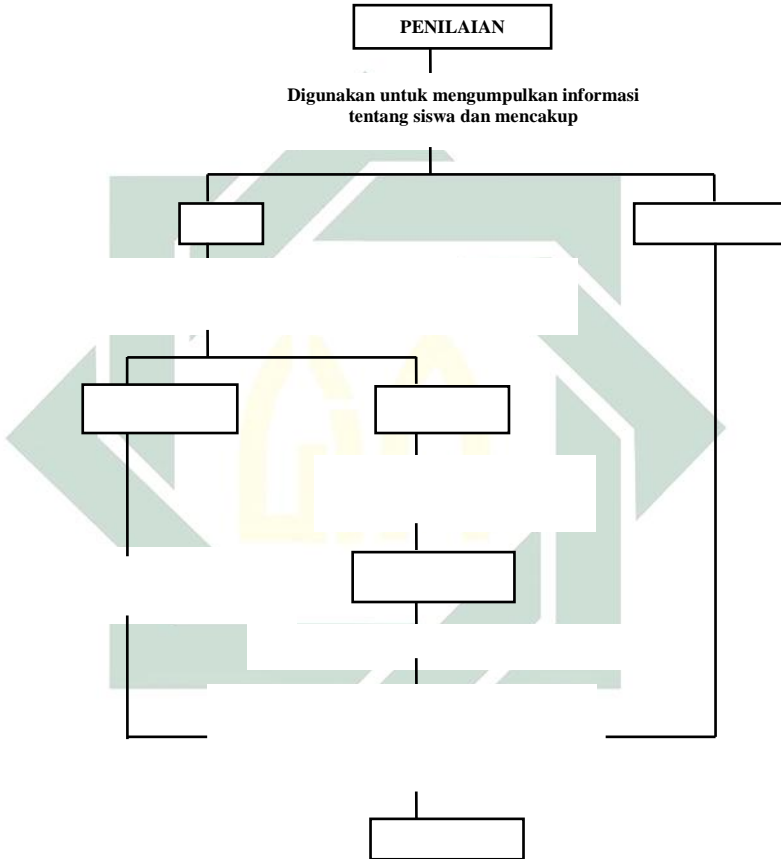 PENILAIAN
Digunakan untuk mengumpulkan informasi
tentang siswa dan mencakup